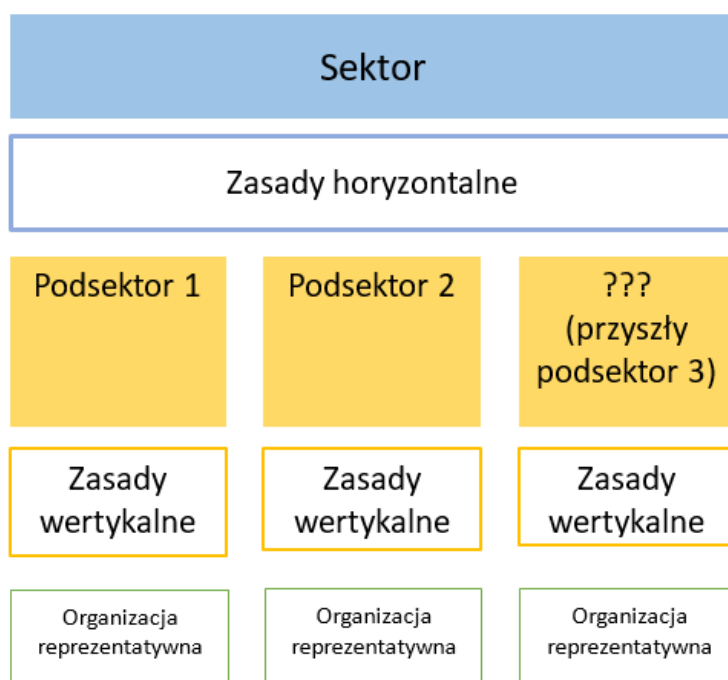 Sektor
Zasady horyzontalne
Podsektor 1
Podsektor 2
???
(przyszły
podsektor 3)
Zasady
wertykalne
Zasady
wertykalne
Zasady
wertykalne
Organizacja
reprezentatywna
Organizacja
reprezentatywna
Organizacja
reprezentatywna